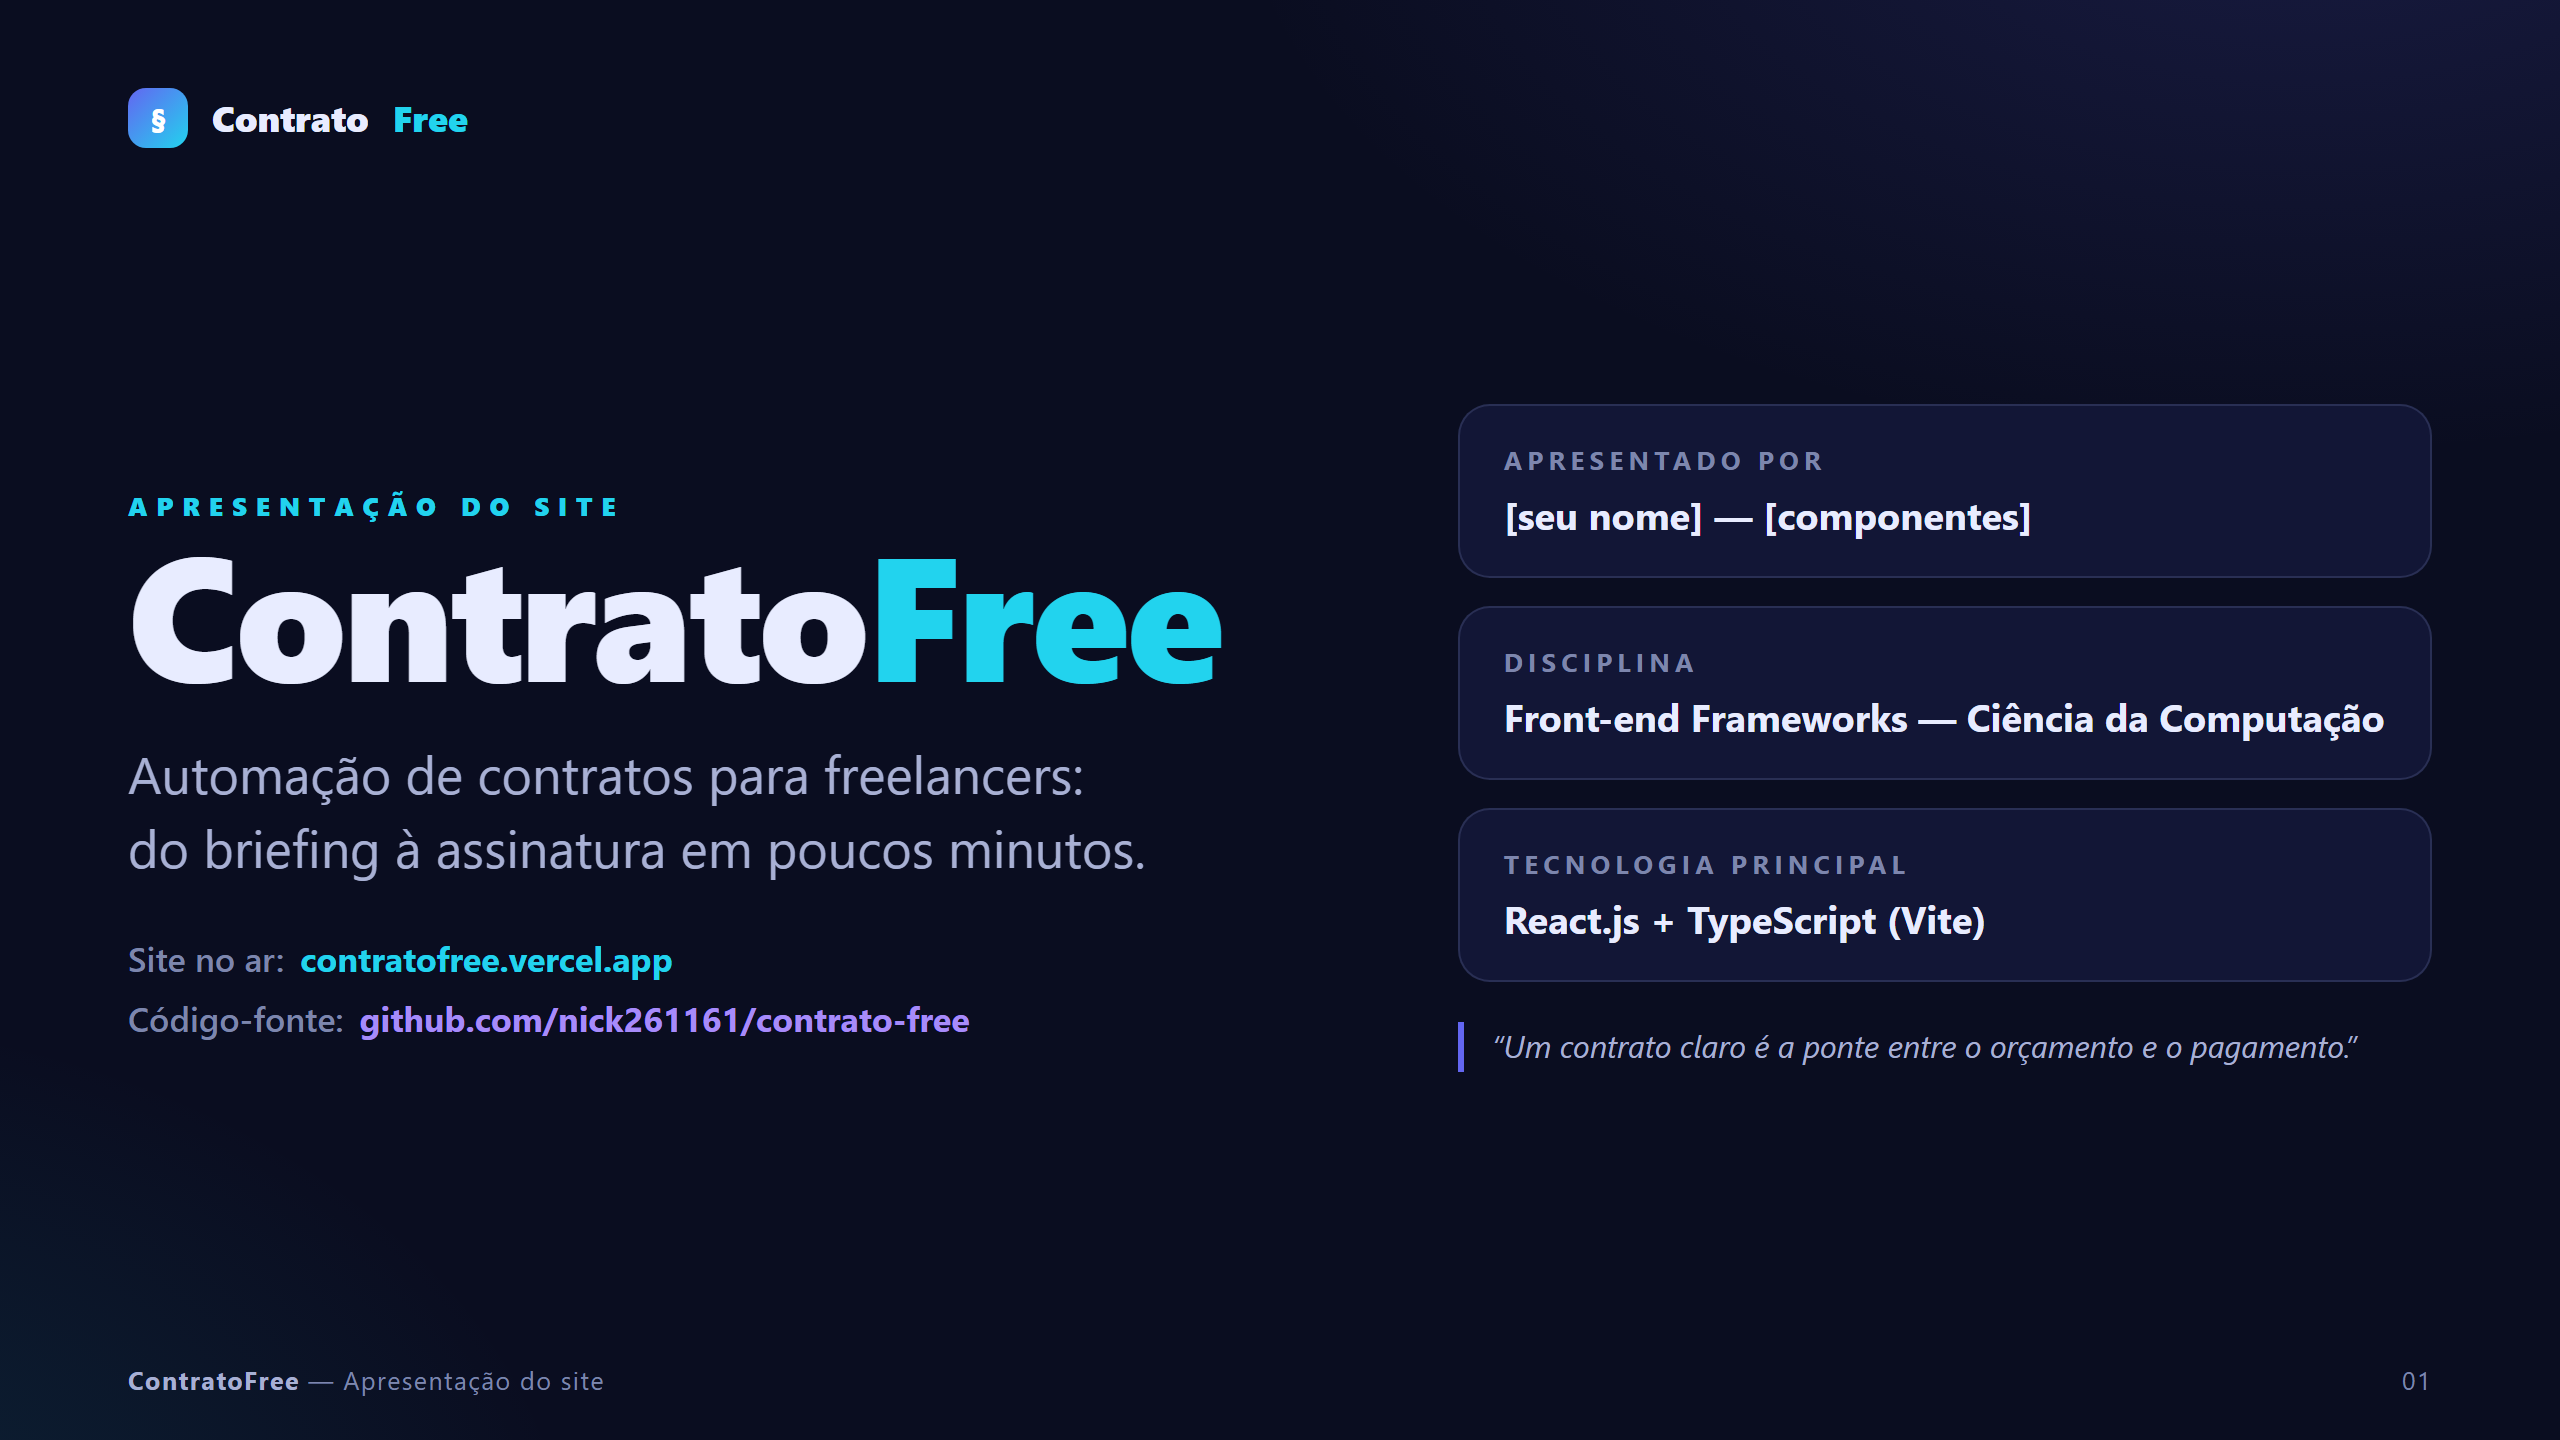 § Contrato Free
APRESENTAÇÃO DO SITE
ContratoFree
Automação de contratos para freelancers:
do briefing à assinatura em poucos minutos.
Site no ar: contratofree.vercel.app
Código-fonte: github.com/nick261161/contrato-free
APRESENTADO POR
[seu nome] — [componentes]
DISCIPLINA
Front-end Frameworks — Ciência da Computação
TECNOLOGIA PRINCIPAL
React.js + TypeScript (Vite)
“Um contrato claro é a ponte entre o orçamento e o pagamento.”
ContratoFree — Apresentação do site
01